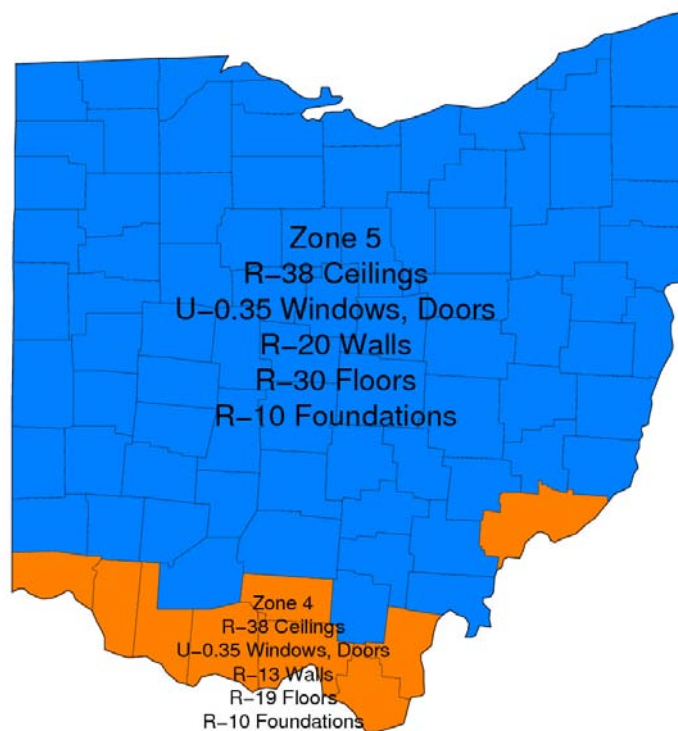 Zone 5
R−38 Ceilings
U−0.35 Windows, Doors
R−20 Walls
R−30 Floors
R−10 Foundations
Zone 4
R−38 Ceilings
U−0.35 Windows, Doors
R−13 Walls
R−19 Floors
R−10 Foundations